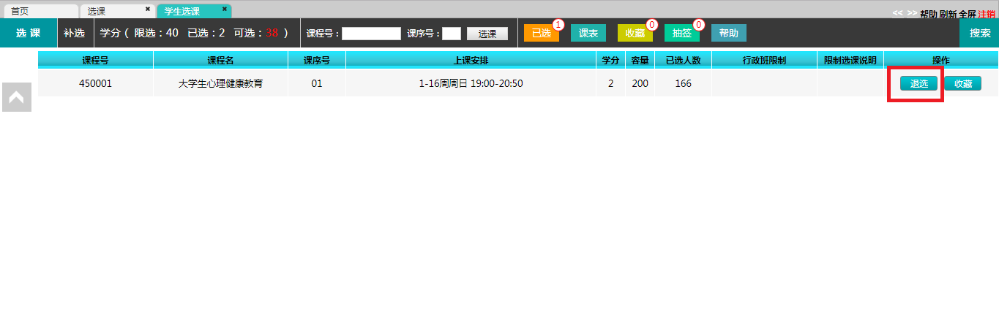 首页 选课 学生选课 << >> 帮助 刷新 全屏 注销
选 课 补选 学分 ( 限选：40 已选：2 可选：38 ) 课程号： 课序号： 选课 已选 1 课表 收藏 0 抽签 0 帮助 搜索
课程号 课程名 课序号 上课安排 学分 容量 已选人数 行政班限制 限制选课说明 操作
450001 大学生心理健康教育 01 1-16周周日 19:00-20:50 2 200 166 退选 收藏